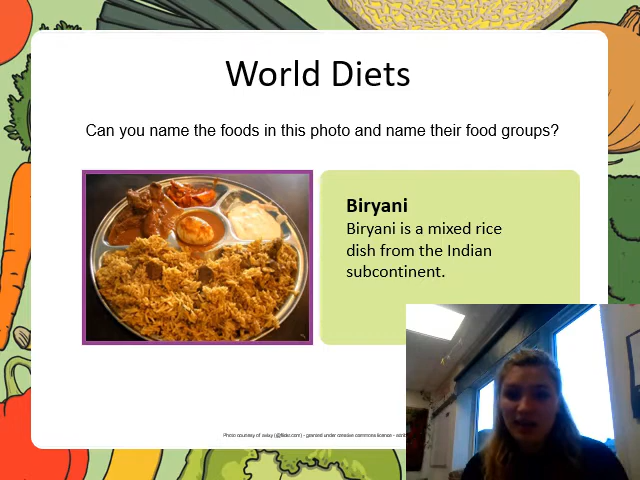 World Diets
Can you name the foods in this photo and name their food groups?
Biryani
Biryani is a mixed rice
dish from the Indian
subcontinent.
Photo courtesy of (@flickr.com) - granted under creative commons licence -